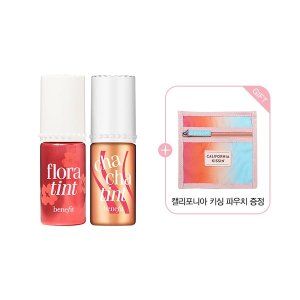 GIFT
flora
tint
benefit
cha
cha
tint
benefit
CALIFORNIA
KISSIN'
캘리포니아 키싱 파우치 증정